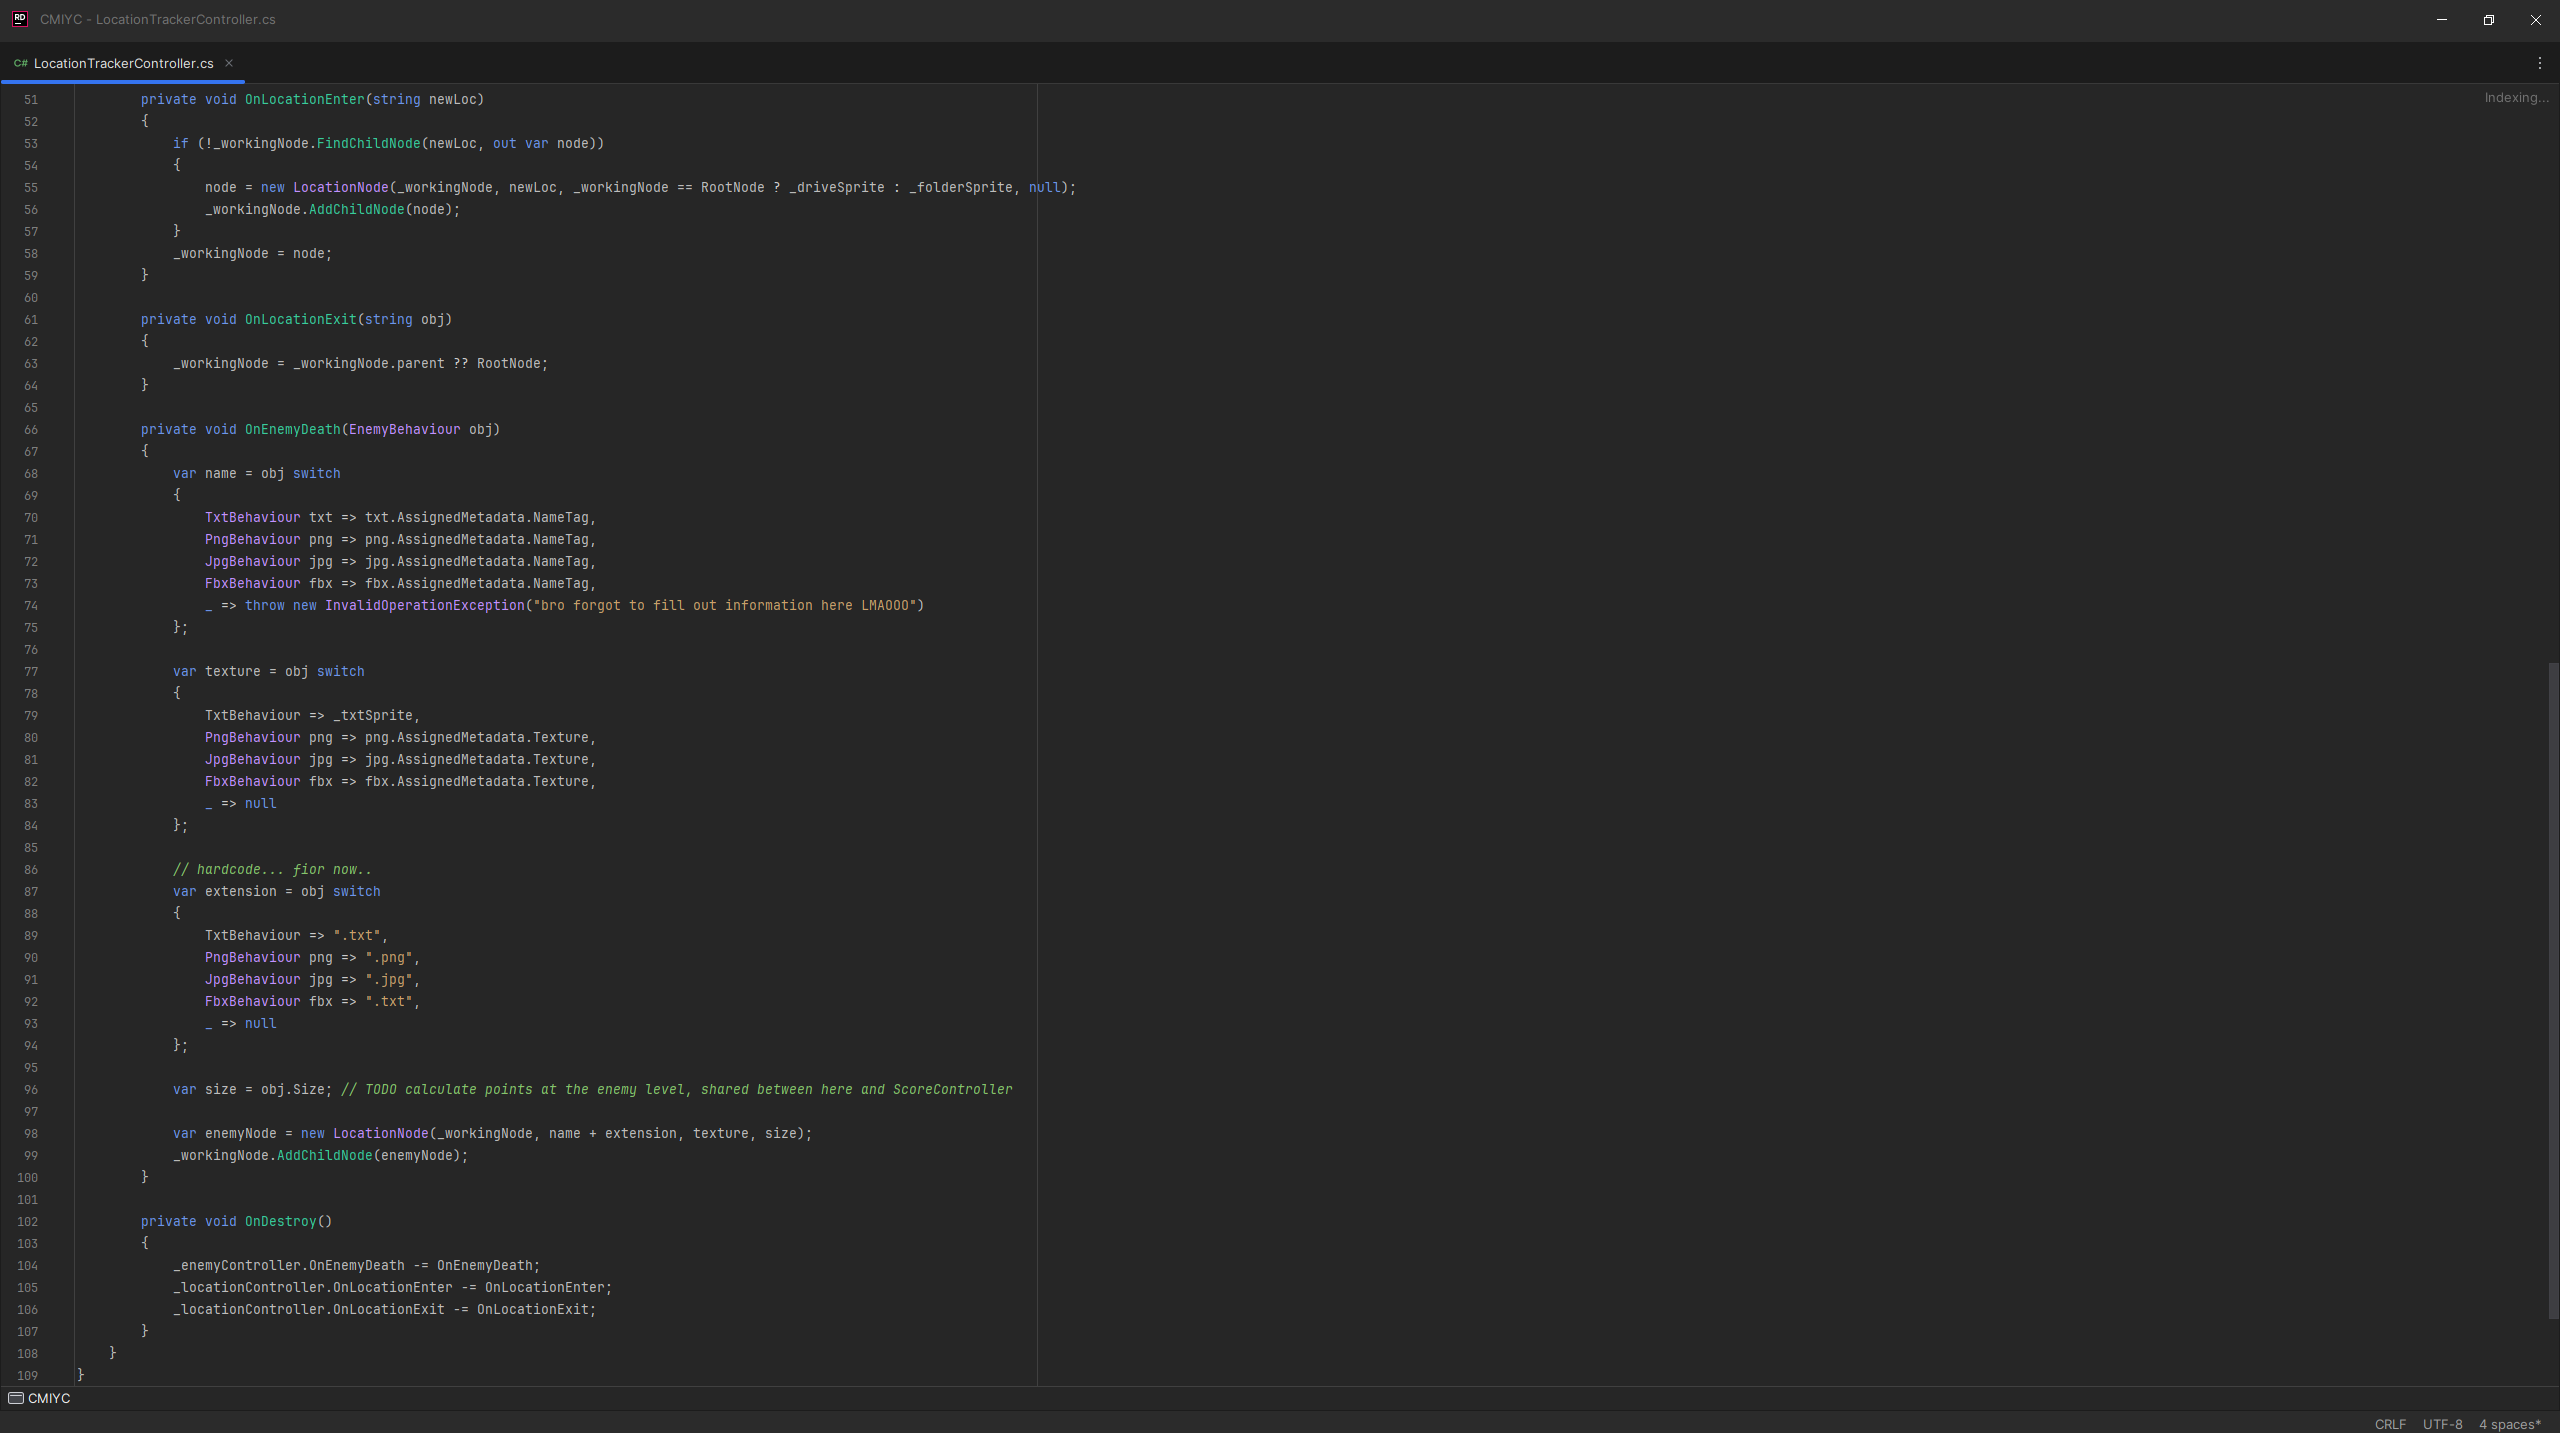 CMIYC - LocationTrackerController.cs
C# LocationTrackerController.cs
Indexing...
51 private void OnLocationEnter(string newLoc)
52 {
53 if (!_workingNode.FindChildNode(newLoc, out var node))
54 {
55 node = new LocationNode(_workingNode, newLoc, _workingNode == RootNode ? _driveSprite : _folderSprite, null);
56 _workingNode.AddChildNode(node);
57 }
58 _workingNode = node;
59 }
60
61 private void OnLocationExit(string obj)
62 {
63 _workingNode = _workingNode.parent ?? RootNode;
64 }
65
66 private void OnEnemyDeath(EnemyBehaviour obj)
67 {
68 var name = obj switch
69 {
70 TxtBehaviour txt => txt.AssignedMetadata.NameTag,
71 PngBehaviour png => png.AssignedMetadata.NameTag,
72 JpgBehaviour jpg => jpg.AssignedMetadata.NameTag,
73 FbxBehaviour fbx => fbx.AssignedMetadata.NameTag,
74 _ => throw new InvalidOperationException("bro forgot to fill out information here LMAOOO")
75 };
76
77 var texture = obj switch
78 {
79 TxtBehaviour => _txtSprite,
80 PngBehaviour png => png.AssignedMetadata.Texture,
81 JpgBehaviour jpg => jpg.AssignedMetadata.Texture,
82 FbxBehaviour fbx => fbx.AssignedMetadata.Texture,
83 _ => null
84 };
85
86 // hardcode... fior now..
87 var extension = obj switch
88 {
89 TxtBehaviour => ".txt",
90 PngBehaviour png => ".png",
91 JpgBehaviour jpg => ".jpg",
92 FbxBehaviour fbx => ".txt",
93 _ => null
94 };
95
96 var size = obj.Size; // TODO calculate points at the enemy level, shared between here and ScoreController
97
98 var enemyNode = new LocationNode(_workingNode, name + extension, texture, size);
99 _workingNode.AddChildNode(enemyNode);
100 }
101
102 private void OnDestroy()
103 {
104 _enemyController.OnEnemyDeath -= OnEnemyDeath;
105 _locationController.OnLocationEnter -= OnLocationEnter;
106 _locationController.OnLocationExit -= OnLocationExit;
107 }
108 }
109 }
CMIYC
CRLF UTF-8 4 spaces*